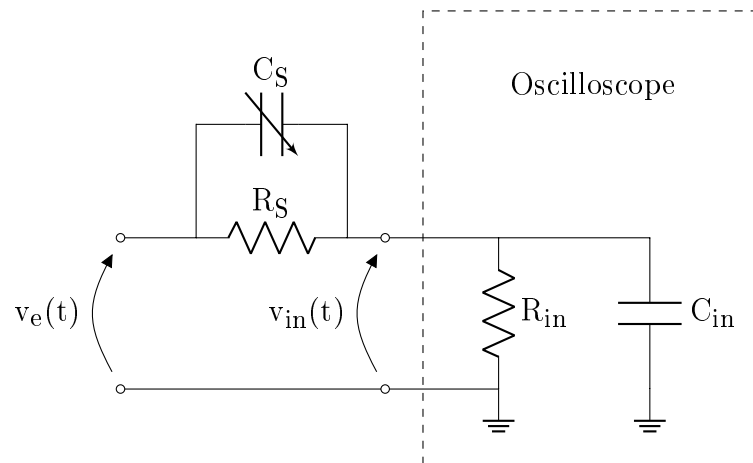 C_S
Oscilloscope
R_S
v_e(t)
v_in(t)
R_in
C_in